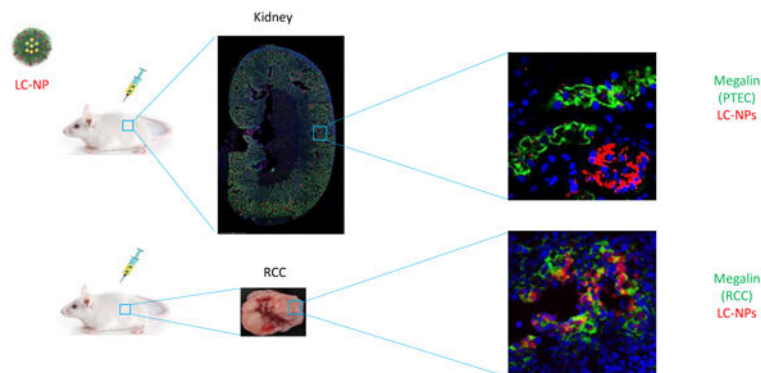 Kidney
LC-NP
Megalin
(PTEC)
LC-NPs
RCC
Megalin
(RCC)
LC-NPs